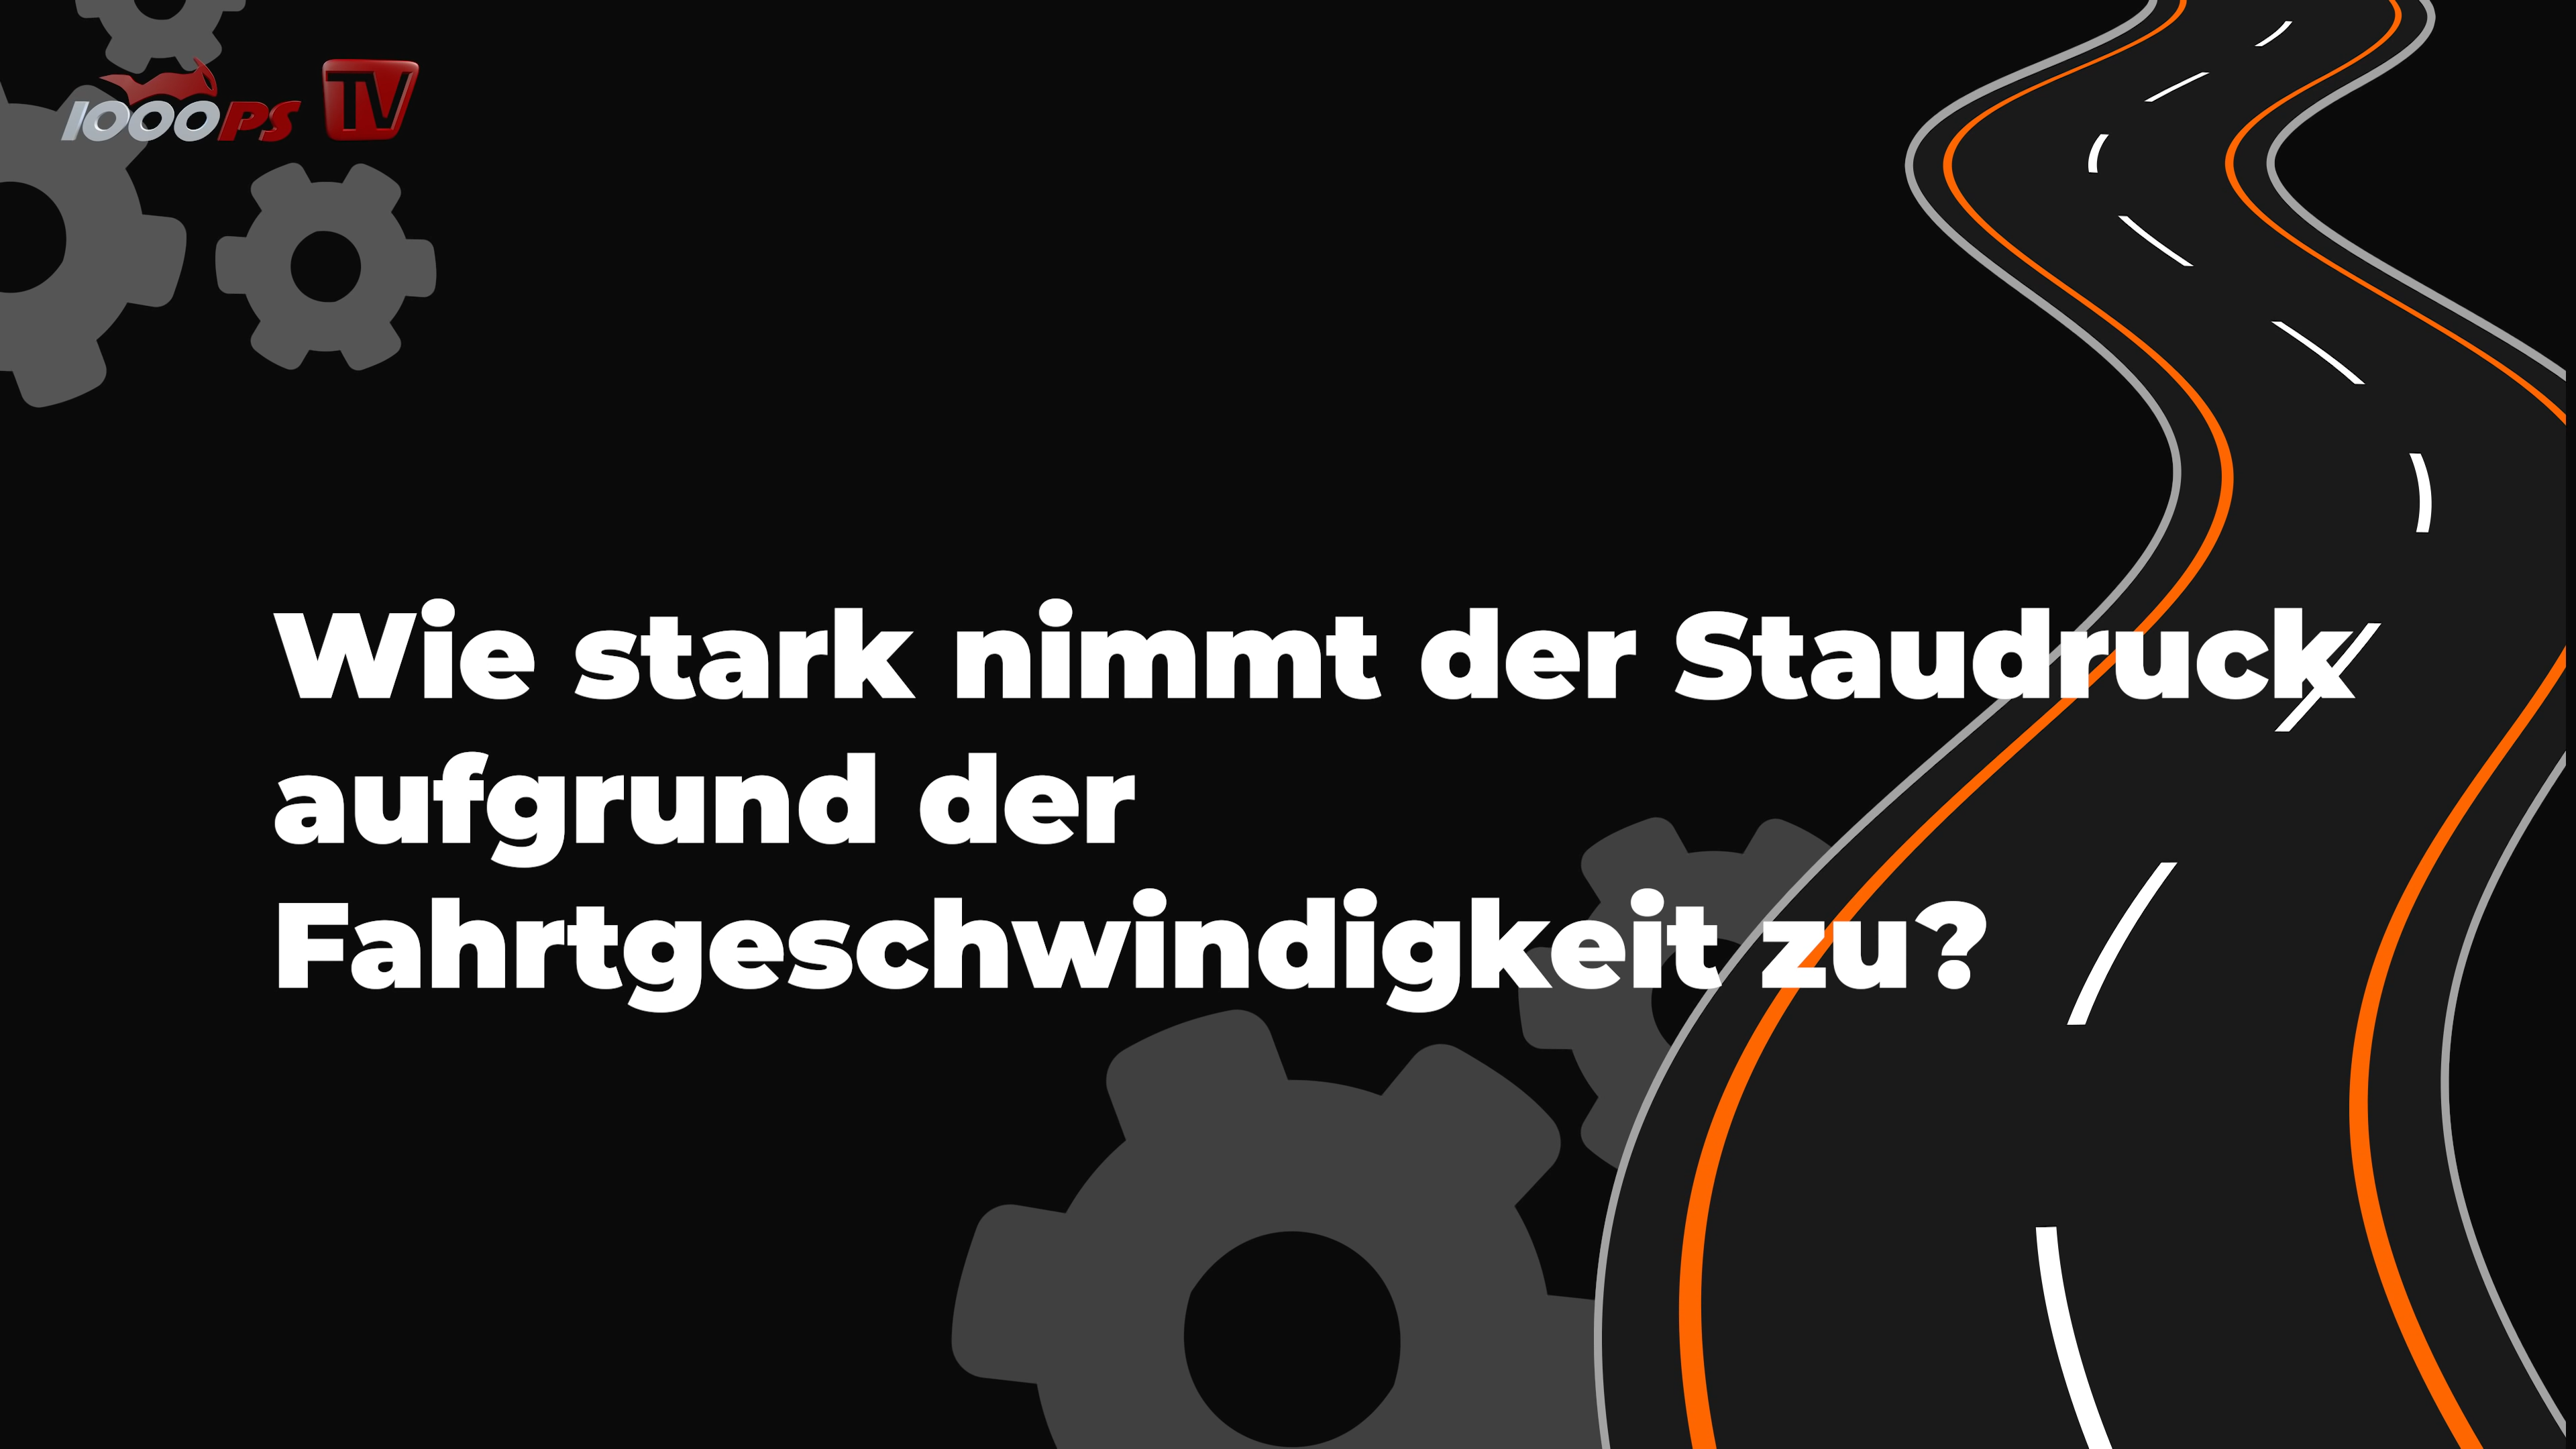 1000PS TV
Wie stark nimmt der Staudruck
aufgrund der
Fahrtgeschwindigkeit zu?